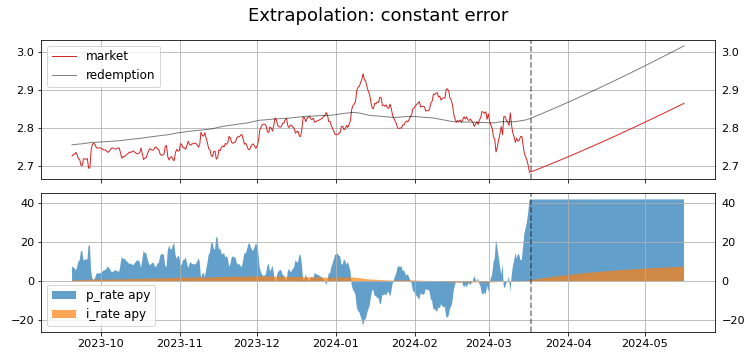 Extrapolation: constant error
3.0 3.0
market
redemption
2.9 2.9
2.8 2.8
2.7 2.7
40 40
20 20
0 0
p_rate apy
i_rate apy
−20 −20
2023-10 2023-11 2023-12 2024-01 2024-02 2024-03 2024-04 2024-05